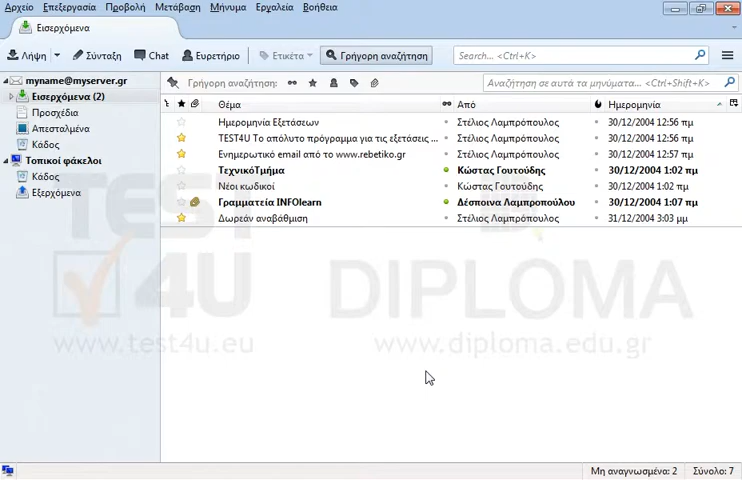 Αρχείο Επεξεργασία Προβολή Μετάβαση Μήνυμα Εργαλεία Βοήθεια
Εισερχόμενα
Λήψη Σύνταξη Chat Ευρετήριο Ετικέτα Γρήγορη αναζήτηση Search... <Ctrl+K>
myname@myserver.gr Γρήγορη αναζήτηση: Αναζήτηση σε αυτά τα μηνύματα... <Ctrl+Shift+K>
Εισερχόμενα (2) Θέμα Από Ημερομηνία
Προσχέδια
Απεσταλμένα
Κάδος
Τοπικοί φάκελοι
Κάδος
Εξερχόμενα
Ημερομηνία Εξετάσεων Στέλιος Λαμπρόπουλος 30/12/2004 12:56 πμ
TEST4U Το απόλυτο πρόγραμμα για τις εξετάσεις ... Στέλιος Λαμπρόπουλος 30/12/2004 12:56 πμ
Ενημερωτικό email από το www.rebetiko.gr Στέλιος Λαμπρόπουλος 30/12/2004 12:57 πμ
ΤεχνικόΤμήμα Κώστας Γουτούδης 30/12/2004 1:02 πμ
Νέοι κωδικοί Κώστας Γουτούδης 30/12/2004 1:02 πμ
Γραμματεία INFOlearn Δέσποινα Λαμπροπούλου 30/12/2004 1:07 πμ
Δωρεάν αναβάθμιση Στέλιος Λαμπρόπουλος 31/12/2004 3:03 μμ
TEST
4U DIPLOMA
www.test4u.eu www.diploma.edu.gr
Μη αναγνωσμένα: 2 Σύνολο: 7